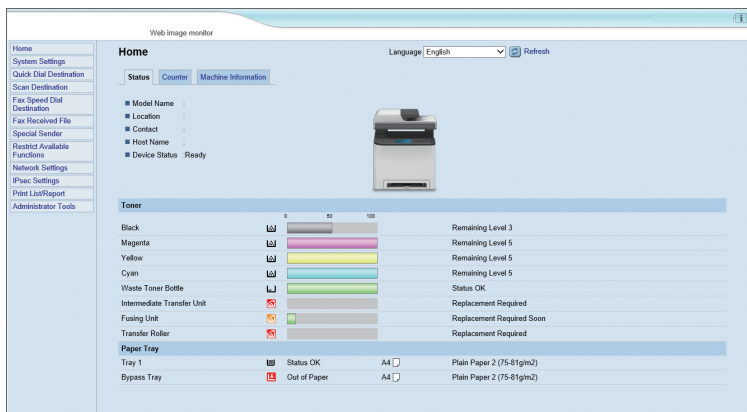 Web image monitor
Home
System Settings
Quick Dial Destination
Scan Destination
Fax Speed Dial
Destination
Fax Received File
Special Sender
Restrict Available
Functions
Network Settings
IPsec Settings
Print List/Report
Administrator Tools
Home
Language English Refresh
Status Counter Machine Information
Model Name :
Location :
Contact :
Host Name :
Device Status :Ready
Toner
0 50 100
Black Remaining Level 3
Magenta Remaining Level 5
Yellow Remaining Level 5
Cyan Remaining Level 5
Waste Toner Bottle Status OK
Intermediate Transfer Unit Replacement Required
Fusing Unit Replacement Required Soon
Transfer Roller Replacement Required
Paper Tray
Tray 1 Status OK A4 Plain Paper 2 (75-81g/m2)
Bypass Tray Out of Paper A4 Plain Paper 2 (75-81g/m2)